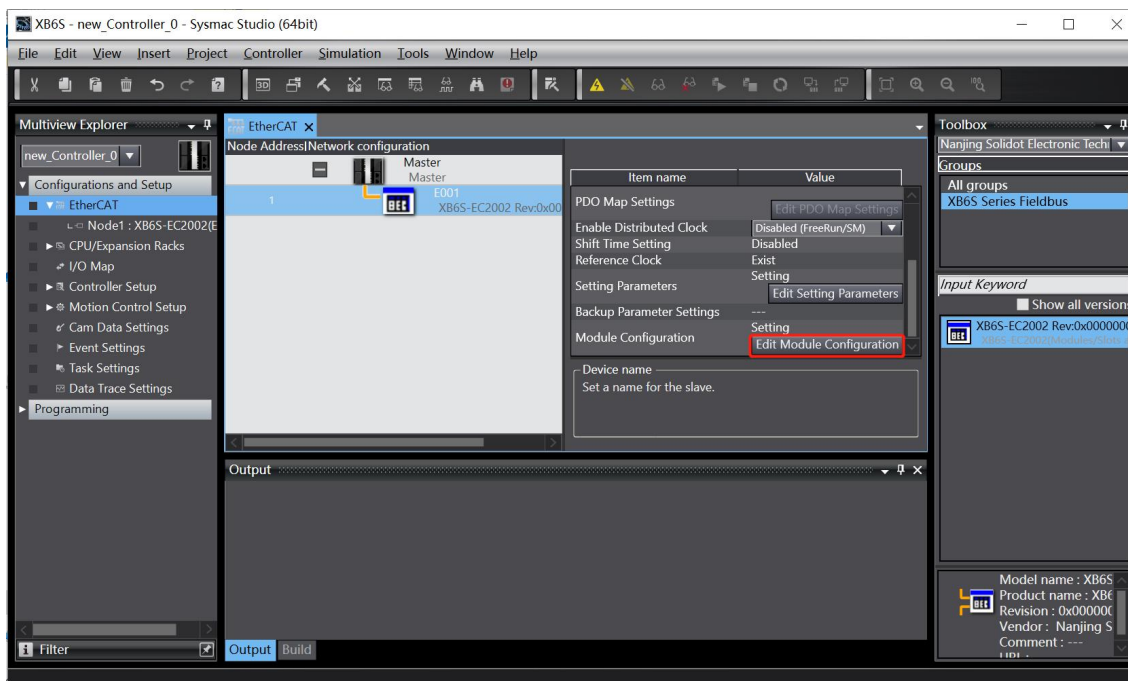 XB6S - new_Controller_0 - Sysmac Studio (64bit)
File Edit View Insert Project Controller Simulation Tools Window Help
Multiview Explorer
new_Controller_0
Configurations and Setup
EtherCAT
Node1 : XB6S-EC2002(E
CPU/Expansion Racks
I/O Map
Controller Setup
Motion Control Setup
Cam Data Settings
Event Settings
Task Settings
Data Trace Settings
Programming
Filter
EtherCAT
Node Address|Network configuration
Master
Master
1
E001
XB6S-EC2002 Rev:0x00
Item name Value
PDO Map Settings Edit PDO Map Settings
Enable Distributed Clock Disabled (FreeRun/SM)
Shift Time Setting Disabled
Reference Clock Exist
Setting Parameters Setting
Edit Setting Parameters
Backup Parameter Settings ---
Module Configuration Setting
Edit Module Configuration
Device name
Set a name for the slave.
Output
Output Build
Toolbox
Nanjing Solidot Electronic Tech
Groups
All groups
XB6S Series Fieldbus
Input Keyword
Show all version
XB6S-EC2002 Rev:0x0000000
XB6S-EC2002(Modules/Slots
Model name : XB6S
Product name : XB6
Revision : 0x000000
Vendor : Nanjing S
Comment : ---